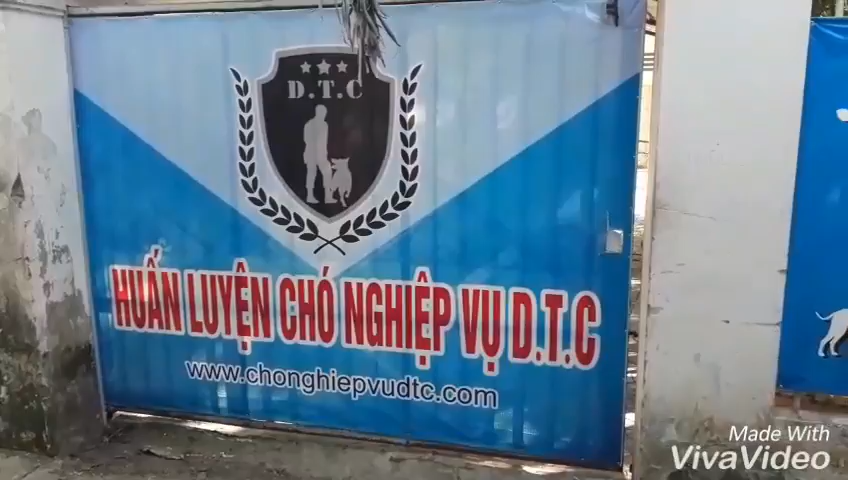 D.T.C
HUẤN LUYỆN CHÓ NGHIỆP VỤ D.T.C
www.chonghiepvudtc.com
Made With
VivaVideo